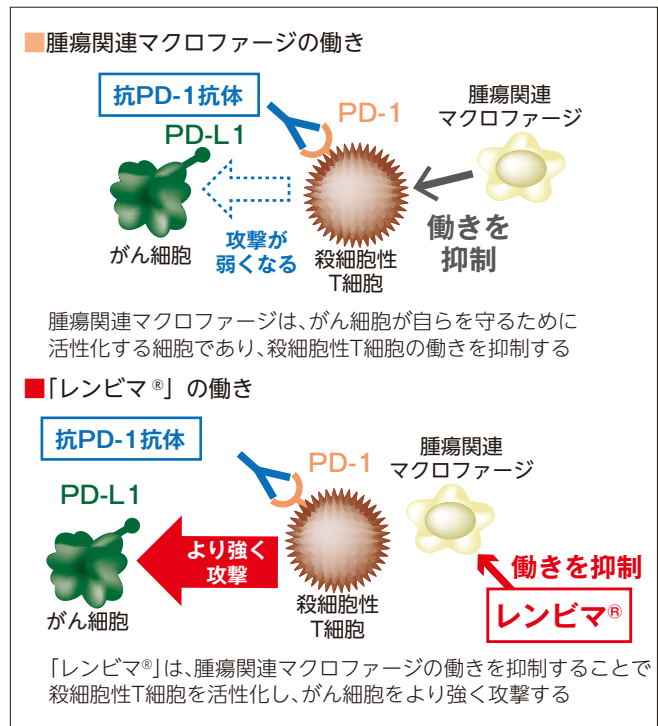 ■腫瘍関連マクロファージの働き
抗PD-1抗体
PD-1
腫瘍関連
マクロファージ
PD-L1
がん細胞
攻撃が
弱くなる
殺細胞性
T細胞
働きを
抑制
腫瘍関連マクロファージは、がん細胞が自らを守るために
活性化する細胞であり、殺細胞性T細胞の働きを抑制する
■「レンビマ®」の働き
抗PD-1抗体
PD-1
腫瘍関連
マクロファージ
PD-L1
がん細胞
より強く
攻撃
殺細胞性
T細胞
働きを抑制
レンビマ®
「レンビマ®」は、腫瘍関連マクロファージの働きを抑制することで
殺細胞性T細胞を活性化し、がん細胞をより強く攻撃する